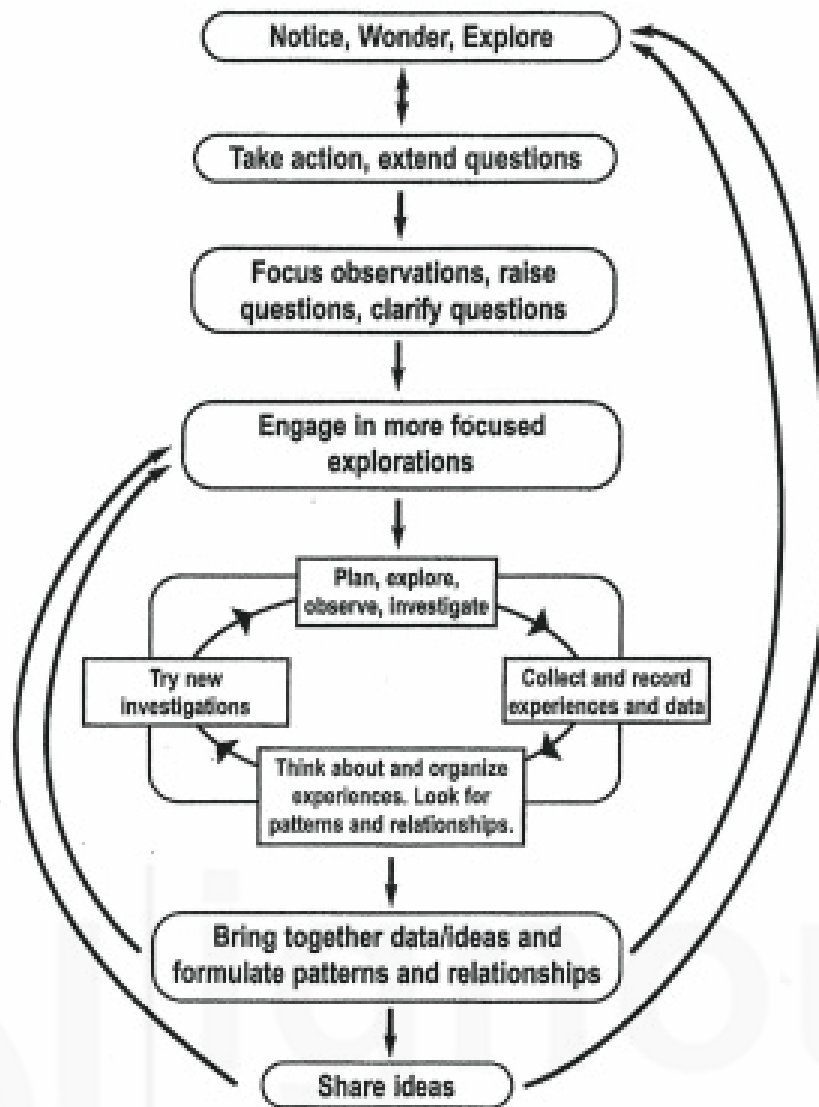 Notice, Wonder, Explore
Take action, extend questions
Focus observations, raise
questions, clarify questions
Engage in more focused
explorations
Plan, explore,
observe, investigate
Try new
investigations
Collect and record
experiences and data
Think about and organize
experiences. Look for
patterns and relationships.
Bring together data/ideas and
formulate patterns and relationships
Share ideas